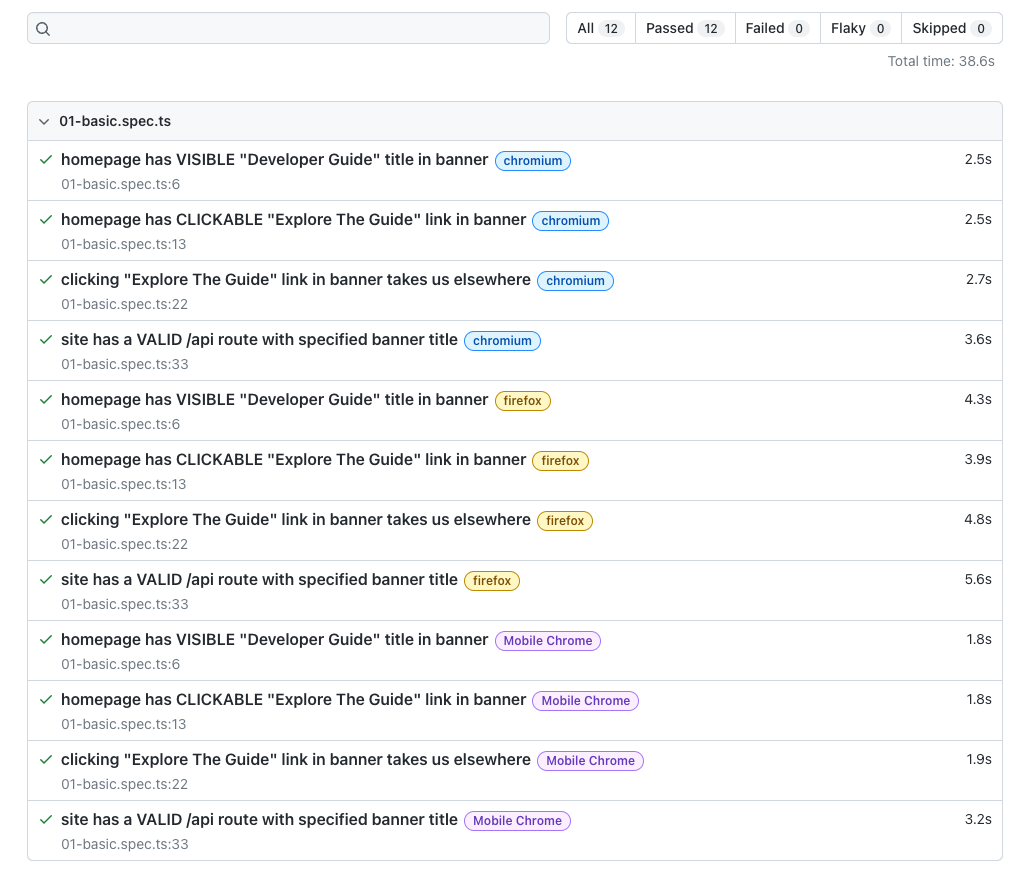 All 12 Passed 12 Failed 0 Flaky 0 Skipped 0
Total time: 38.6s
01-basic.spec.ts
homepage has VISIBLE "Developer Guide" title in banner chromium 2.5s
01-basic.spec.ts:6
homepage has CLICKABLE "Explore The Guide" link in banner chromium 2.5s
01-basic.spec.ts:13
clicking "Explore The Guide" link in banner takes us elsewhere chromium 2.7s
01-basic.spec.ts:22
site has a VALID /api route with specified banner title chromium 3.6s
01-basic.spec.ts:33
homepage has VISIBLE "Developer Guide" title in banner firefox 4.3s
01-basic.spec.ts:6
homepage has CLICKABLE "Explore The Guide" link in banner firefox 3.9s
01-basic.spec.ts:13
clicking "Explore The Guide" link in banner takes us elsewhere firefox 4.8s
01-basic.spec.ts:22
site has a VALID /api route with specified banner title firefox 5.6s
01-basic.spec.ts:33
homepage has VISIBLE "Developer Guide" title in banner Mobile Chrome 1.8s
01-basic.spec.ts:6
homepage has CLICKABLE "Explore The Guide" link in banner Mobile Chrome 1.8s
01-basic.spec.ts:13
clicking "Explore The Guide" link in banner takes us elsewhere Mobile Chrome 1.9s
01-basic.spec.ts:22
site has a VALID /api route with specified banner title Mobile Chrome 3.2s
01-basic.spec.ts:33